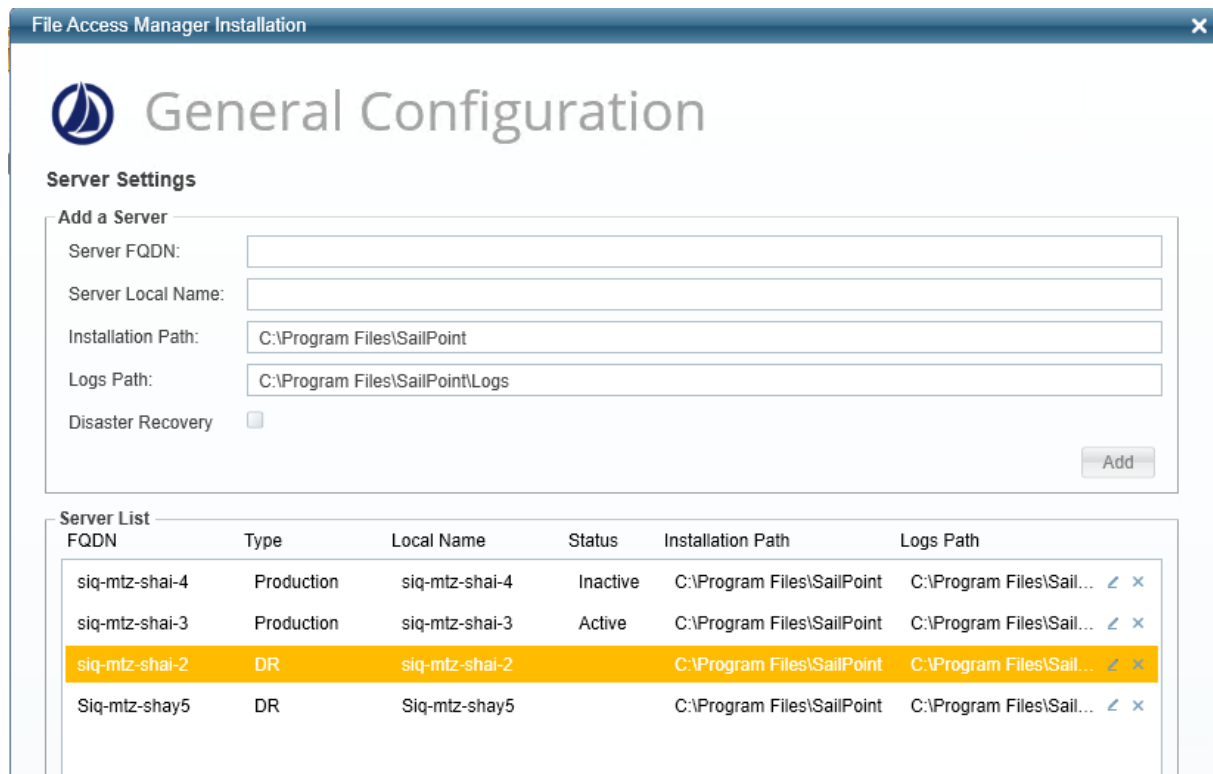 File Access Manager Installation
General Configuration
Server Settings
Add a Server
Server FQDN:
Server Local Name:
Installation Path: C:\Program Files\SailPoint
Logs Path: C:\Program Files\SailPoint\Logs
Disaster Recovery
Add
Server List
FQDN Type Local Name Status Installation Path Logs Path
siq-mtz-shai-4 Production siq-mtz-shai-4 Inactive C:\Program Files\SailPoint C:\Program Files\Sail...
siq-mtz-shai-3 Production siq-mtz-shai-3 Active C:\Program Files\SailPoint C:\Program Files\Sail...
siq-mtz-shai-2 DR siq-mtz-shai-2 C:\Program Files\SailPoint C:\Program Files\Sail...
Siq-mtz-shay5 DR Siq-mtz-shay5 C:\Program Files\SailPoint C:\Program Files\Sail...